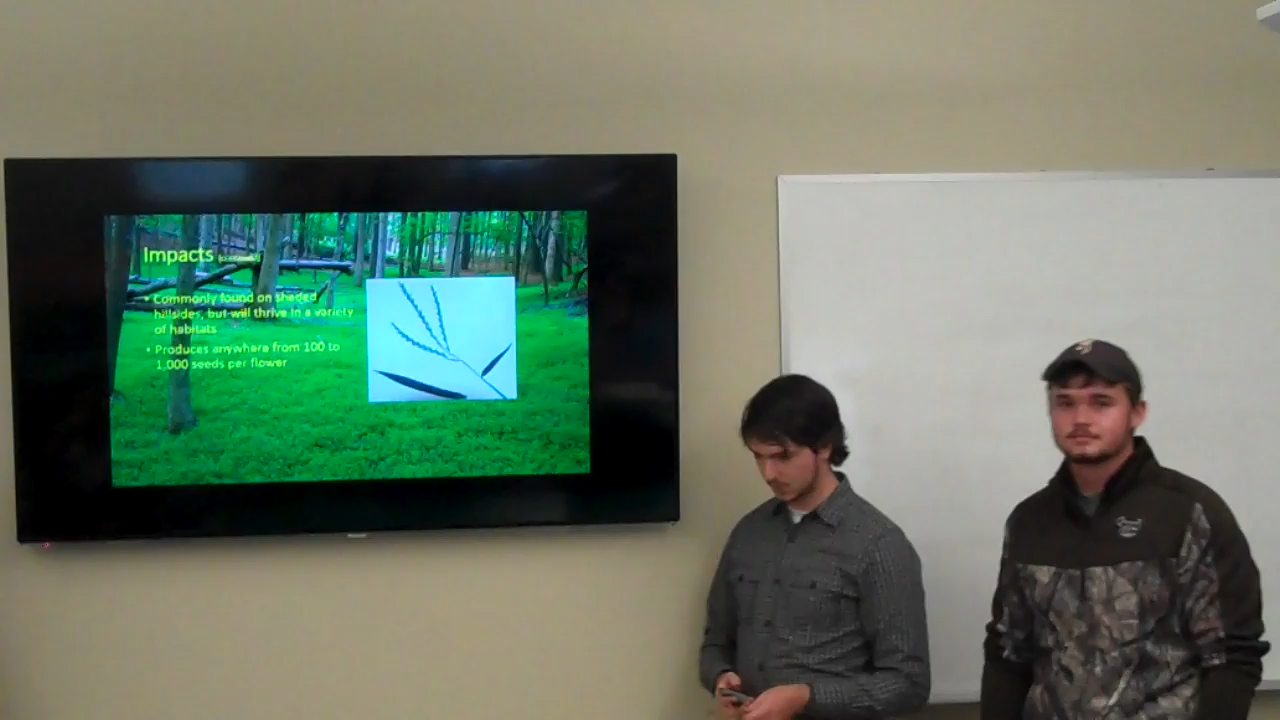 Impacts
• Commonly found on shaded
hillsides, but will thrive in a variety
of habitats
• Produces anywhere from 100 to
1,000 seeds per flower